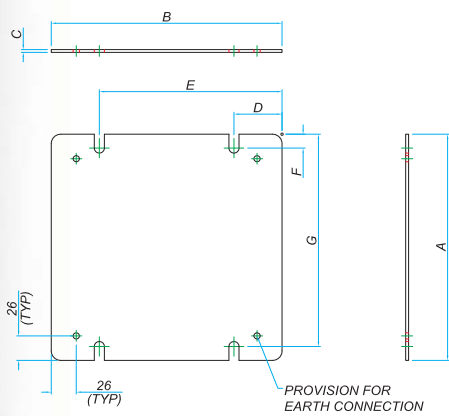 B
C
E
D
F
G
A
26
(TYP)
26
(TYP)
PROVISION FOR
EARTH CONNECTION